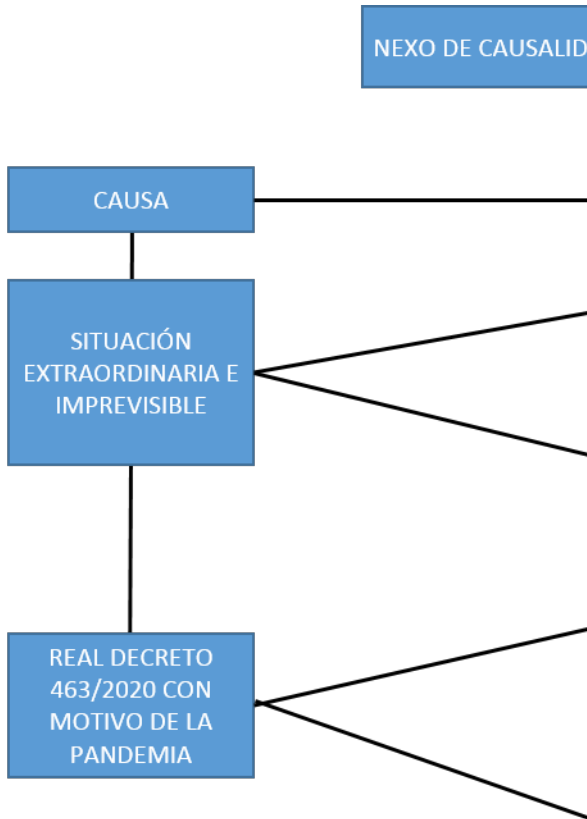 NEXO DE CAUSALID
CAUSA
SITUACIÓN
EXTRAORDINARIA E
IMPREVISIBLE
REAL DECRETO
463/2020 CON
MOTIVO DE LA
PANDEMIA